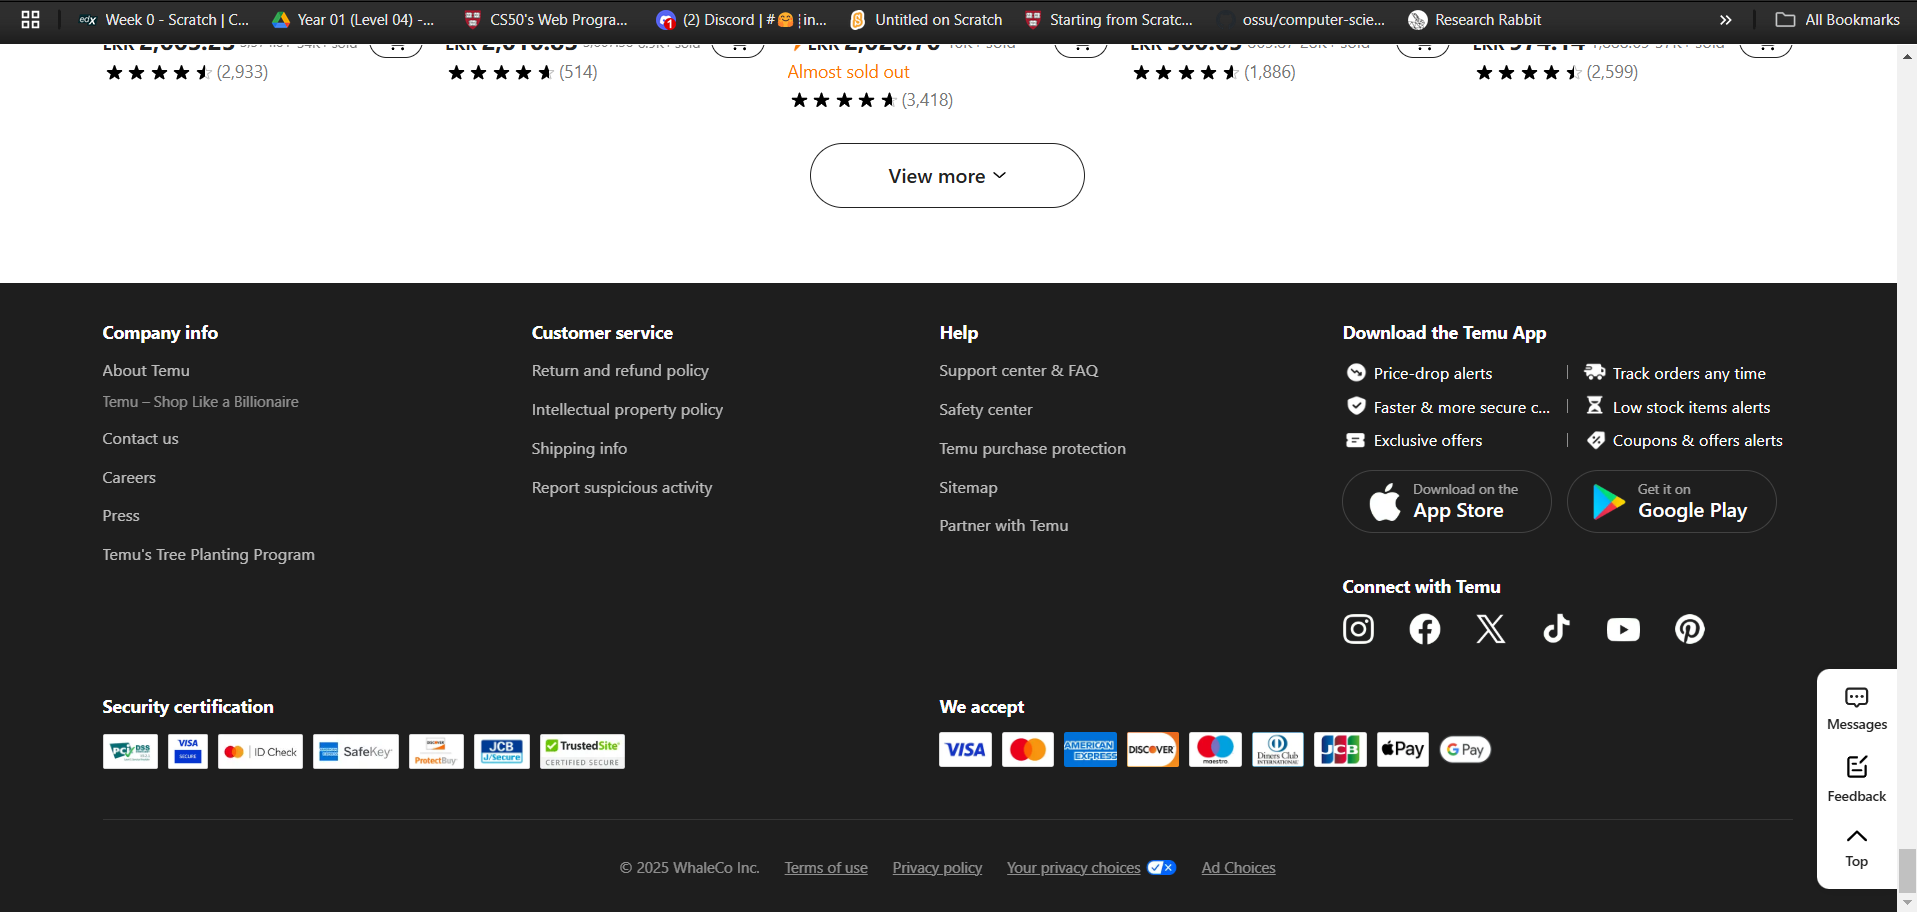 Week 0 - Scratch | C...
Year 01 (Level 04) -...
CS50's Web Progra...
(2) Discord | #🤗┊in...
Untitled on Scratch
Starting from Scratc...
ossu/computer-scie...
Research Rabbit
»
All Bookmarks
(2,933)
(514)
Almost sold out
(3,418)
(1,886)
(2,599)
View more
Company info
About Temu
Temu – Shop Like a Billionaire
Contact us
Careers
Press
Temu's Tree Planting Program
Customer service
Return and refund policy
Intellectual property policy
Shipping info
Report suspicious activity
Help
Support center & FAQ
Safety center
Temu purchase protection
Sitemap
Partner with Temu
Download the Temu App
Price-drop alerts
Track orders any time
Faster & more secure c...
Low stock items alerts
Exclusive offers
Coupons & offers alerts
Download on the
App Store
Get it on
Google Play
Connect with Temu
Security certification
PCI DSS
VISA
SECURE
ID Check
SafeKey
DISCOVER
ProtectBuy
JCB
J/Secure
TrustedSite
CERTIFIED SECURE
We accept
VISA
AMERICAN
EXPRESS
DISCOVER
maestro
Diners Club
INTERNATIONAL
JCB
Pay
G Pay
Messages
Feedback
Top
© 2025 WhaleCo Inc.
Terms of use
Privacy policy
Your privacy choices
Ad Choices